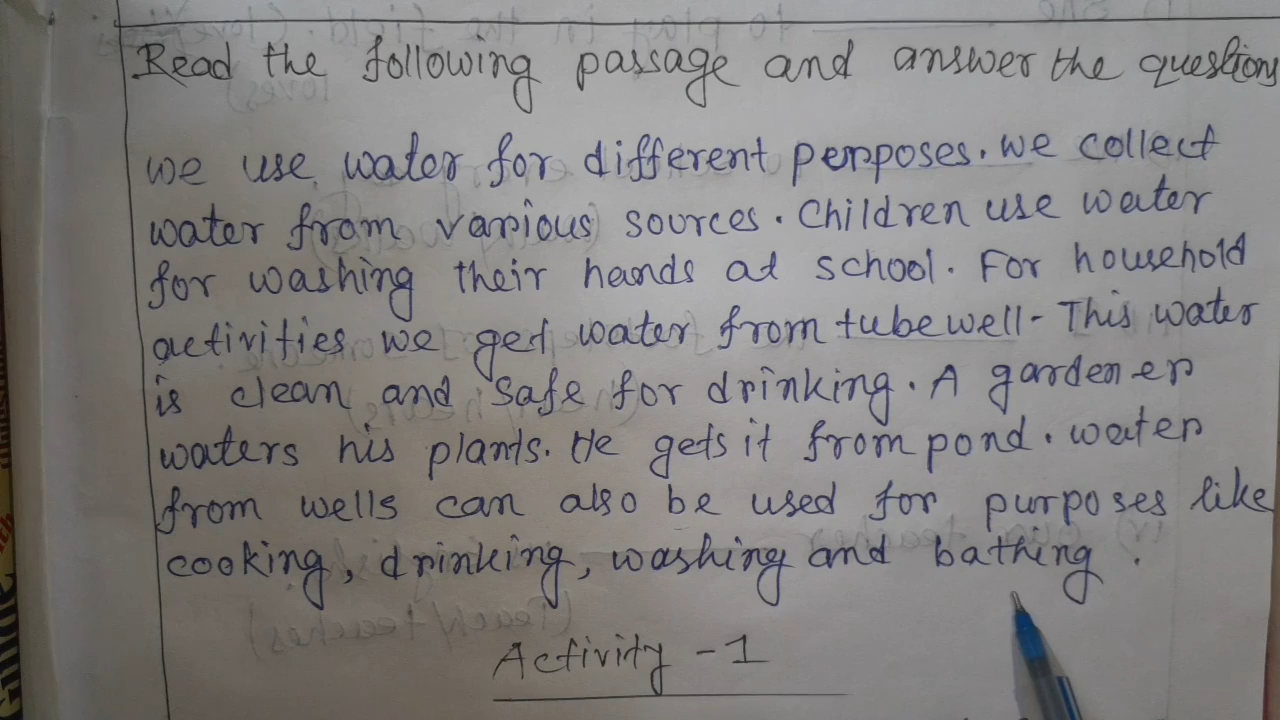 Read the following passage and answer the questions
we use water for different perposes. we collect
water from various sources. Children use water
for washing their hands at school. For household
activities we get water from tubewell- This water
is clean and safe for drinking. A gardener
waters his plants. He gets it from pond. water
from wells can also be used for purposes like
cooking, drinking, washing and bathing.
Activity -1